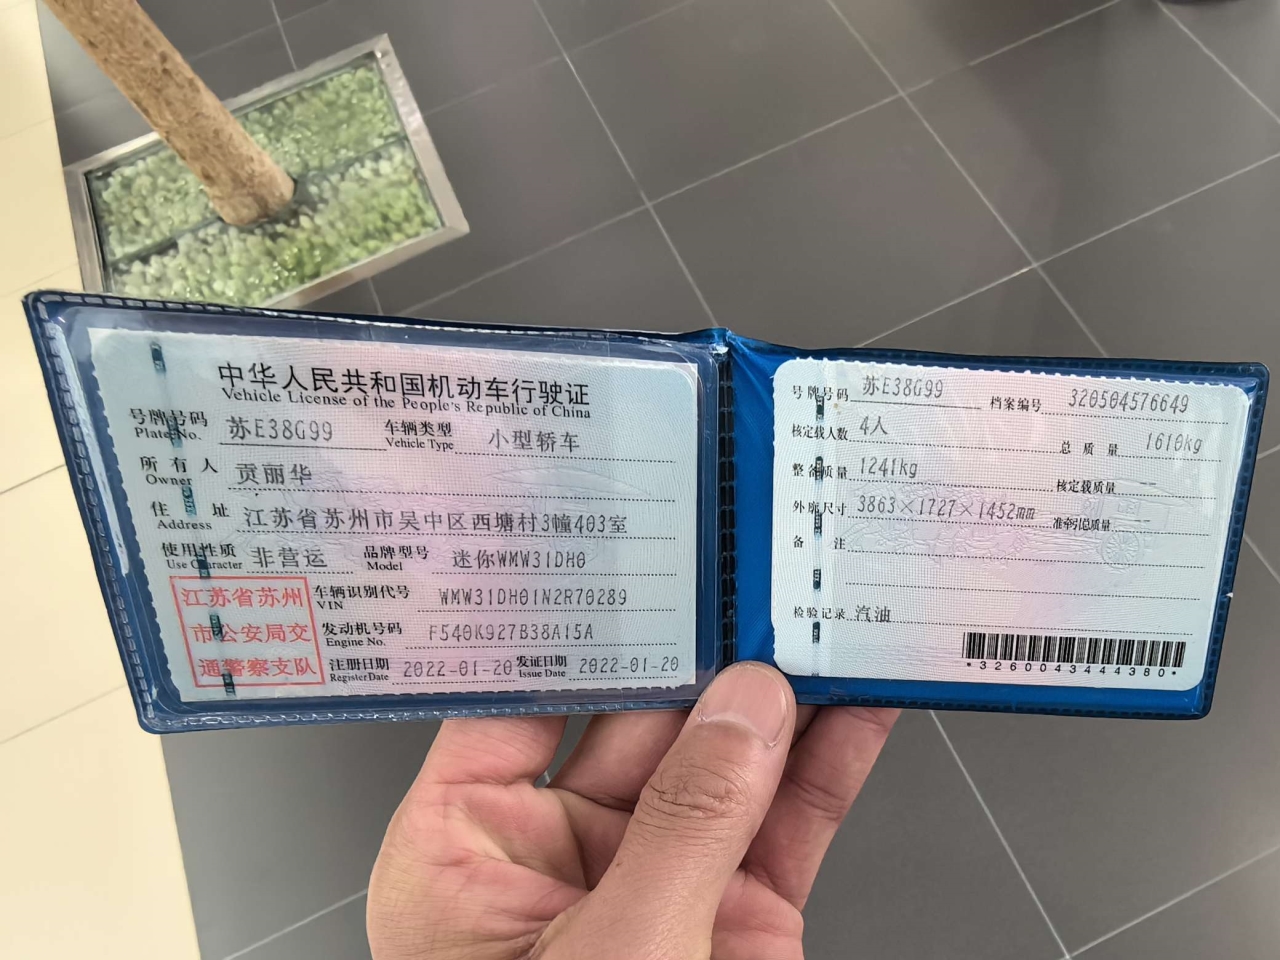 中华人民共和国机动车行驶证
Vehicle License of the People's Republic of China
号牌号码 苏E38G99 车辆类型 小型轿车
Plate No. Vehicle Type
所有人 贡丽华
Owner
住址 江苏省苏州市吴中区西塘村3幢403室
Address
使用性质 非营运 品牌型号 迷你WMW31DH0
Use Character Model
江苏省苏州
市公安局交
通警察支队
车辆识别代号 WMW31DH01N2R70289
VIN
发动机号码 F540K927B38A15A
Engine No.
注册日期 2022-01-20 发证日期 2022-01-20
Register Date Issue Date
号牌号码 苏E38G99 档案编号 320504576649
核定载人数 4人 总质量 1610kg
整备质量 1241kg 核定载质量 --
外廓尺寸 3863×1727×1452mm 准牵引总质量 --
备注
检验记录 汽油
*3260043444380*